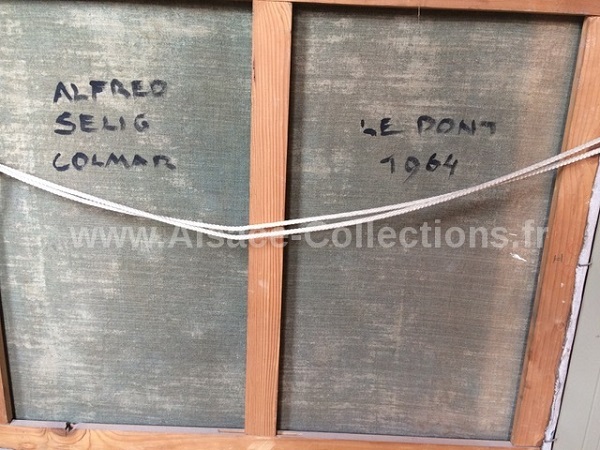 ALFRED
SELIG
COLMAR
LE PONT
1964
www.Alsace-Collections.fr